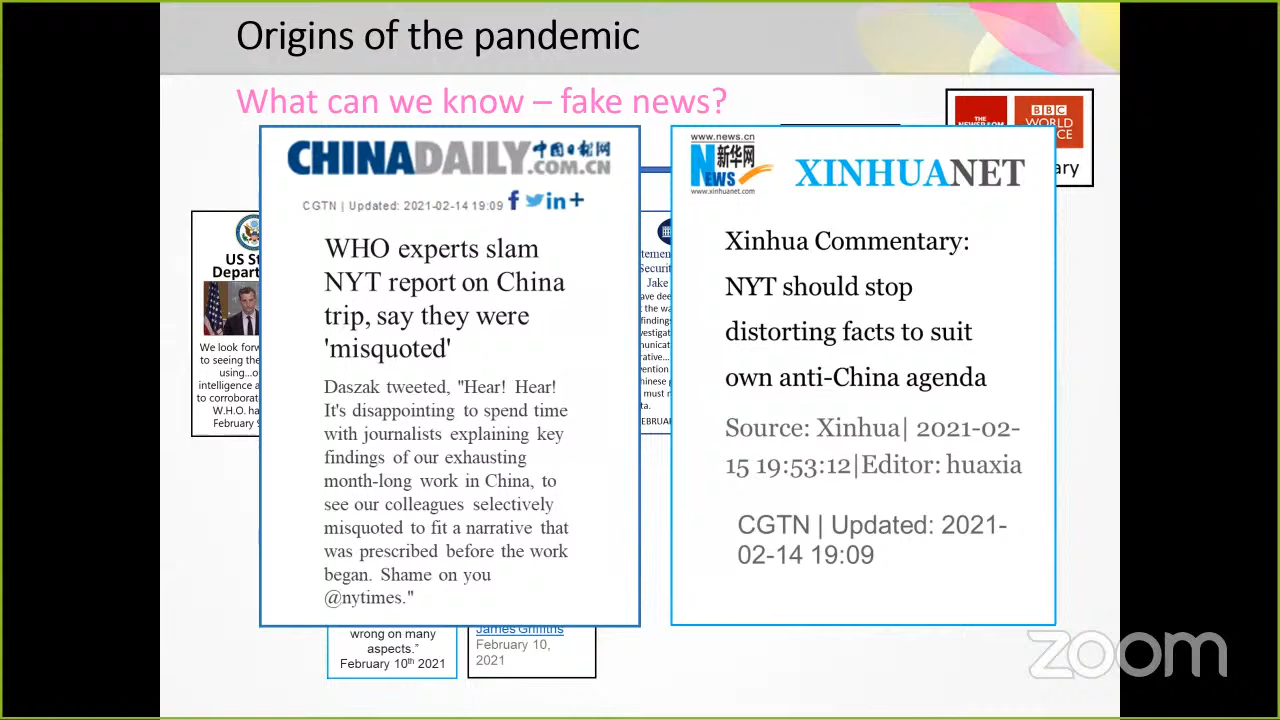 Origins of the pandemic
What can we know – fake news?
THE
BBC
WORLD
ary
CHINADAILY 中国日报网
.COM.CN
CGTN | Updated: 2021-02-14 19:09
WHO experts slam
NYT report on China
trip, say they were
'misquoted'
Daszak tweeted, "Hear! Hear!
It's disappointing to spend time
with journalists explaining key
findings of our exhausting
month-long work in China, to
see our colleagues selectively
misquoted to fit a narrative that
was prescribed before the work
began. Shame on you
@nytimes."
www.news.cn
新华网
NEWS
www.xinhuanet.com
XINHUANET
Xinhua Commentary:
NYT should stop
distorting facts to suit
own anti-China agenda
Source: Xinhua| 2021-02-
15 19:53:12|Editor: huaxia
CGTN | Updated: 2021-
02-14 19:09
US St
Depart
We look forw
to seeing the
using...o
intelligence a
to corroborat
W.H.O. ha
February 9
Jake
wrong on many
aspects."
February 10th 2021
James Griffiths
February 10,
2021
zoom